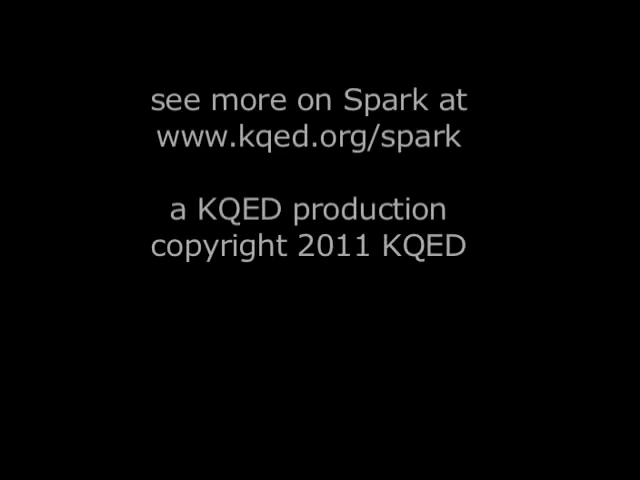 see more on Spark at
www.kqed.org/spark
a KQED production
copyright 2011 KQED